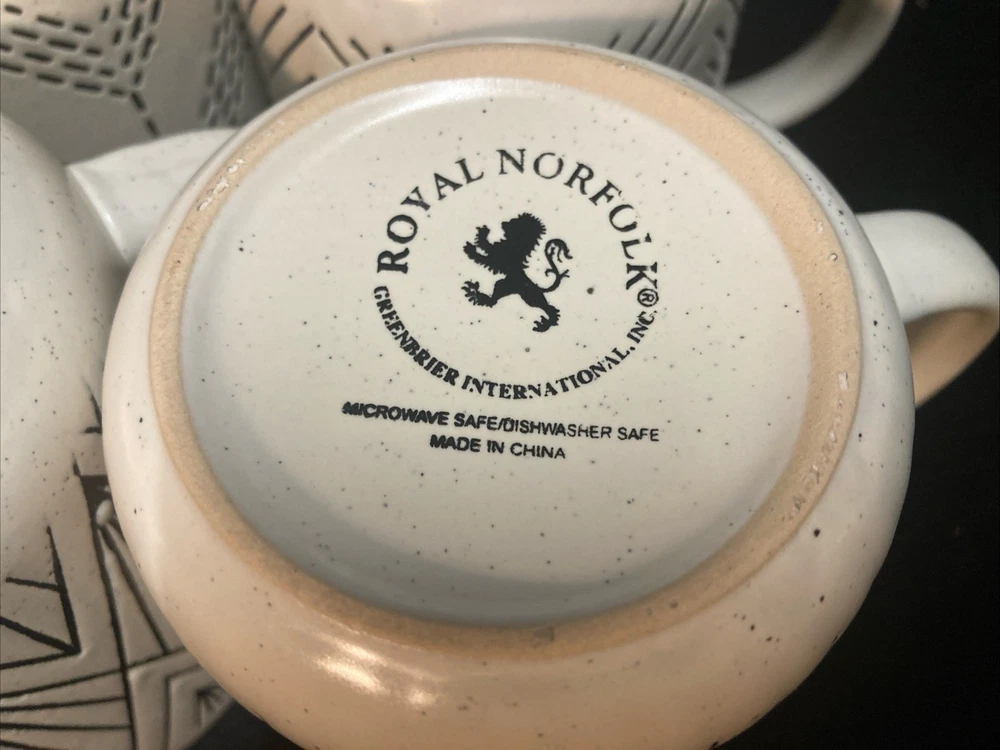 ROYAL NORFOLK®
GREENBRIER INTERNATIONAL, INC.
MICROWAVE SAFE/DISHWASHER SAFE
MADE IN CHINA